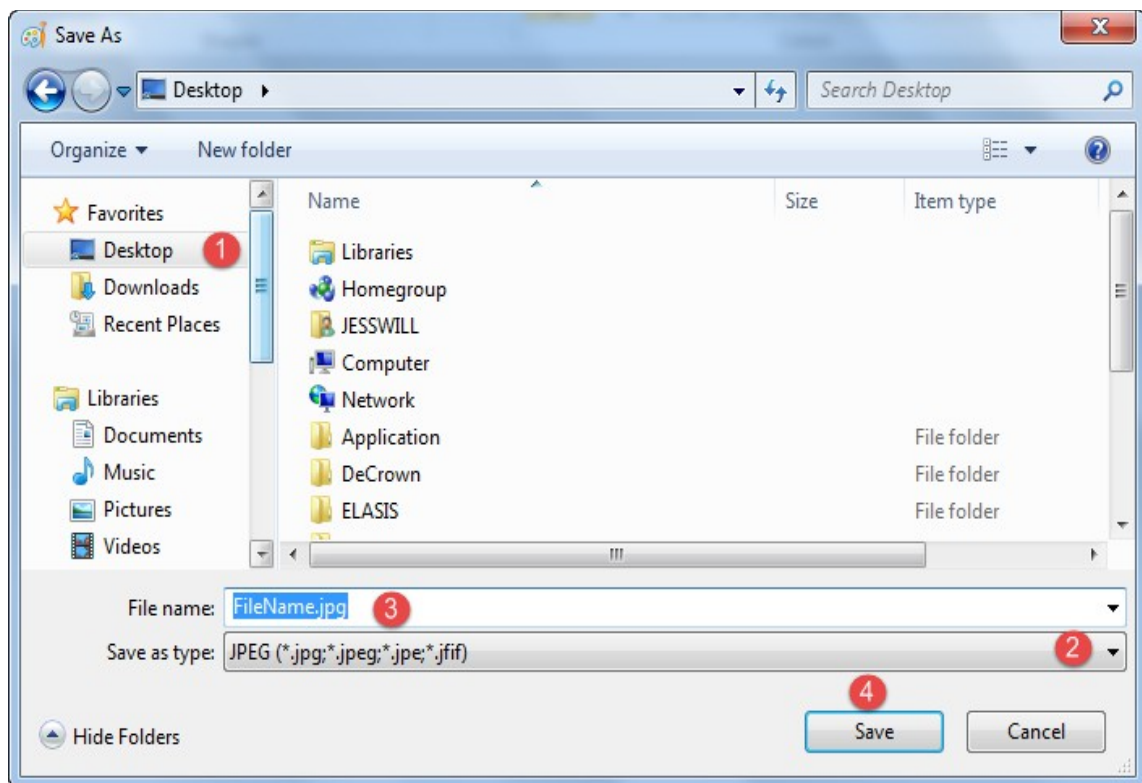 Save As
Desktop
Search Desktop
Organize
New folder
Favorites
Desktop 1
Downloads
Recent Places
Libraries
Documents
Music
Pictures
Videos
Name Size Item type
Libraries
Homegroup
JESSWILL
Computer
Network
Application File folder
DeCrown File folder
ELASIS File folder
File name: FileName.jpg 3
Save as type: JPEG (*.jpg;*.jpeg;*.jpe;*.jfif) 2
4
Hide Folders
Save
Cancel